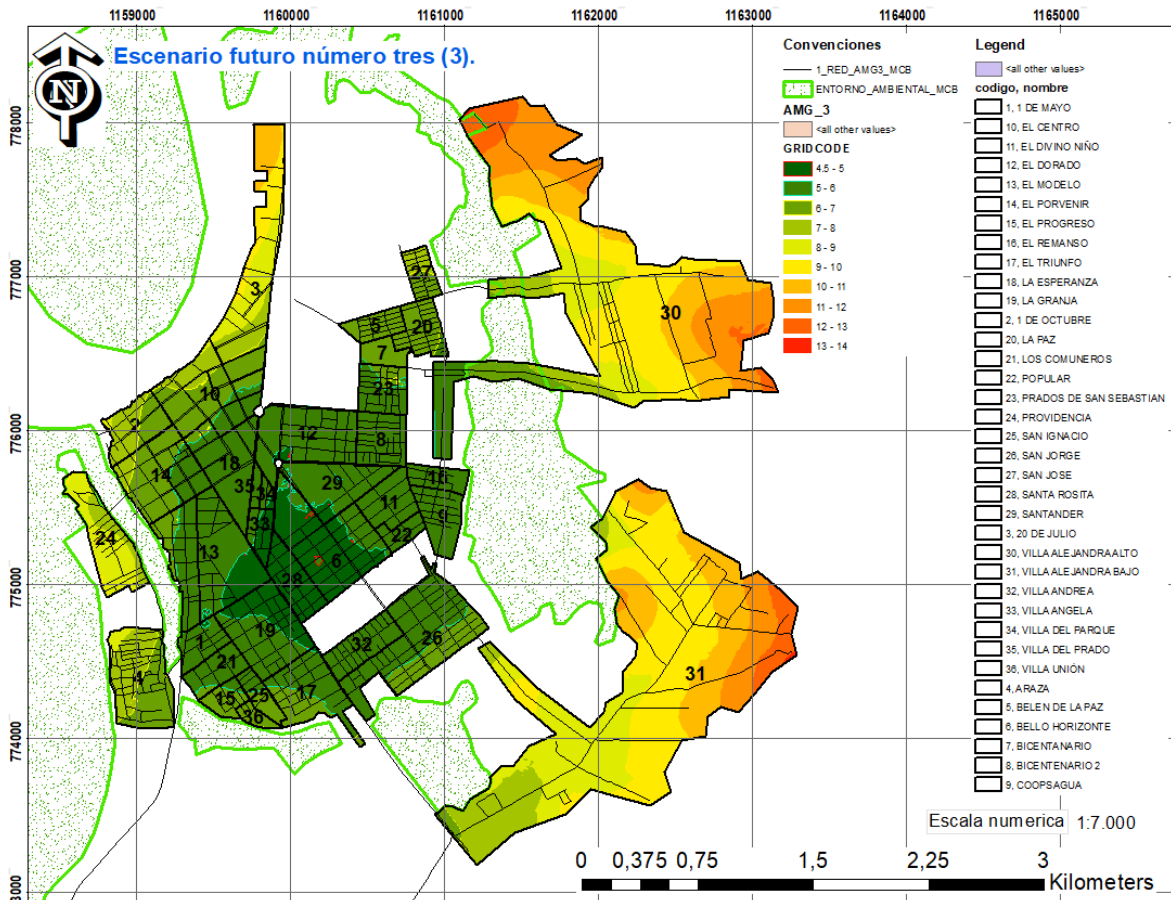 1159000 1160000 1161000 1162000 1163000 1164000 1165000
N
Escenario futuro número tres (3).
Convenciones
1_RED_AMG3_MCB
ENTORNO_AMBIENTAL_MCB
AMG_3
<all other values>
GRIDCODE
4.5 - 5
5 - 6
6 - 7
7 - 8
8 - 9
9 - 10
10 - 11
11 - 12
12 - 13
13 - 14
Legend
<all other values>
codigo, nombre
1, 1 DE MAYO
10, EL CENTRO
11, EL DIVINO NIÑO
12, EL DORADO
13, EL MODELO
14, EL PORVENIR
15, EL PROGRESO
16, EL REMANSO
17, EL TRIUNFO
18, LA ESPERANZA
19, LA GRANJA
2, 1 DE OCTUBRE
20, LA PAZ
21, LOS COMUNEROS
22, POPULAR
23, PRADOS DE SAN SEBASTIAN
24, PROVIDENCIA
25, SAN IGNACIO
26, SAN JORGE
27, SAN JOSE
28, SANTA ROSITA
29, SANTANDER
3, 20 DE JULIO
30, VILLA ALEJANDRA ALTO
31, VILLA ALEJANDRA BAJO
32, VILLA ANDREA
33, VILLA ANGELA
34, VILLA DEL PARQUE
35, VILLA DEL PRADO
36, VILLA UNIÓN
4, ARAZA
5, BELEN DE LA PAZ
6, BELLO HORIZONTE
7, BICENTANARIO
8, BICENTENARIO 2
9, COOPSAGUA
778000
777000
776000
775000
774000
3000
27
3
30
5
20
7
23
10
2
12
8
18
14
29
16
35
34
11
9
33
22
24
13
6
28
19
1
32
26
21
4
31
15
25
17
36
Escala numerica 1:7.000
0 0,375 0,75 1,5 2,25 3
Kilometers